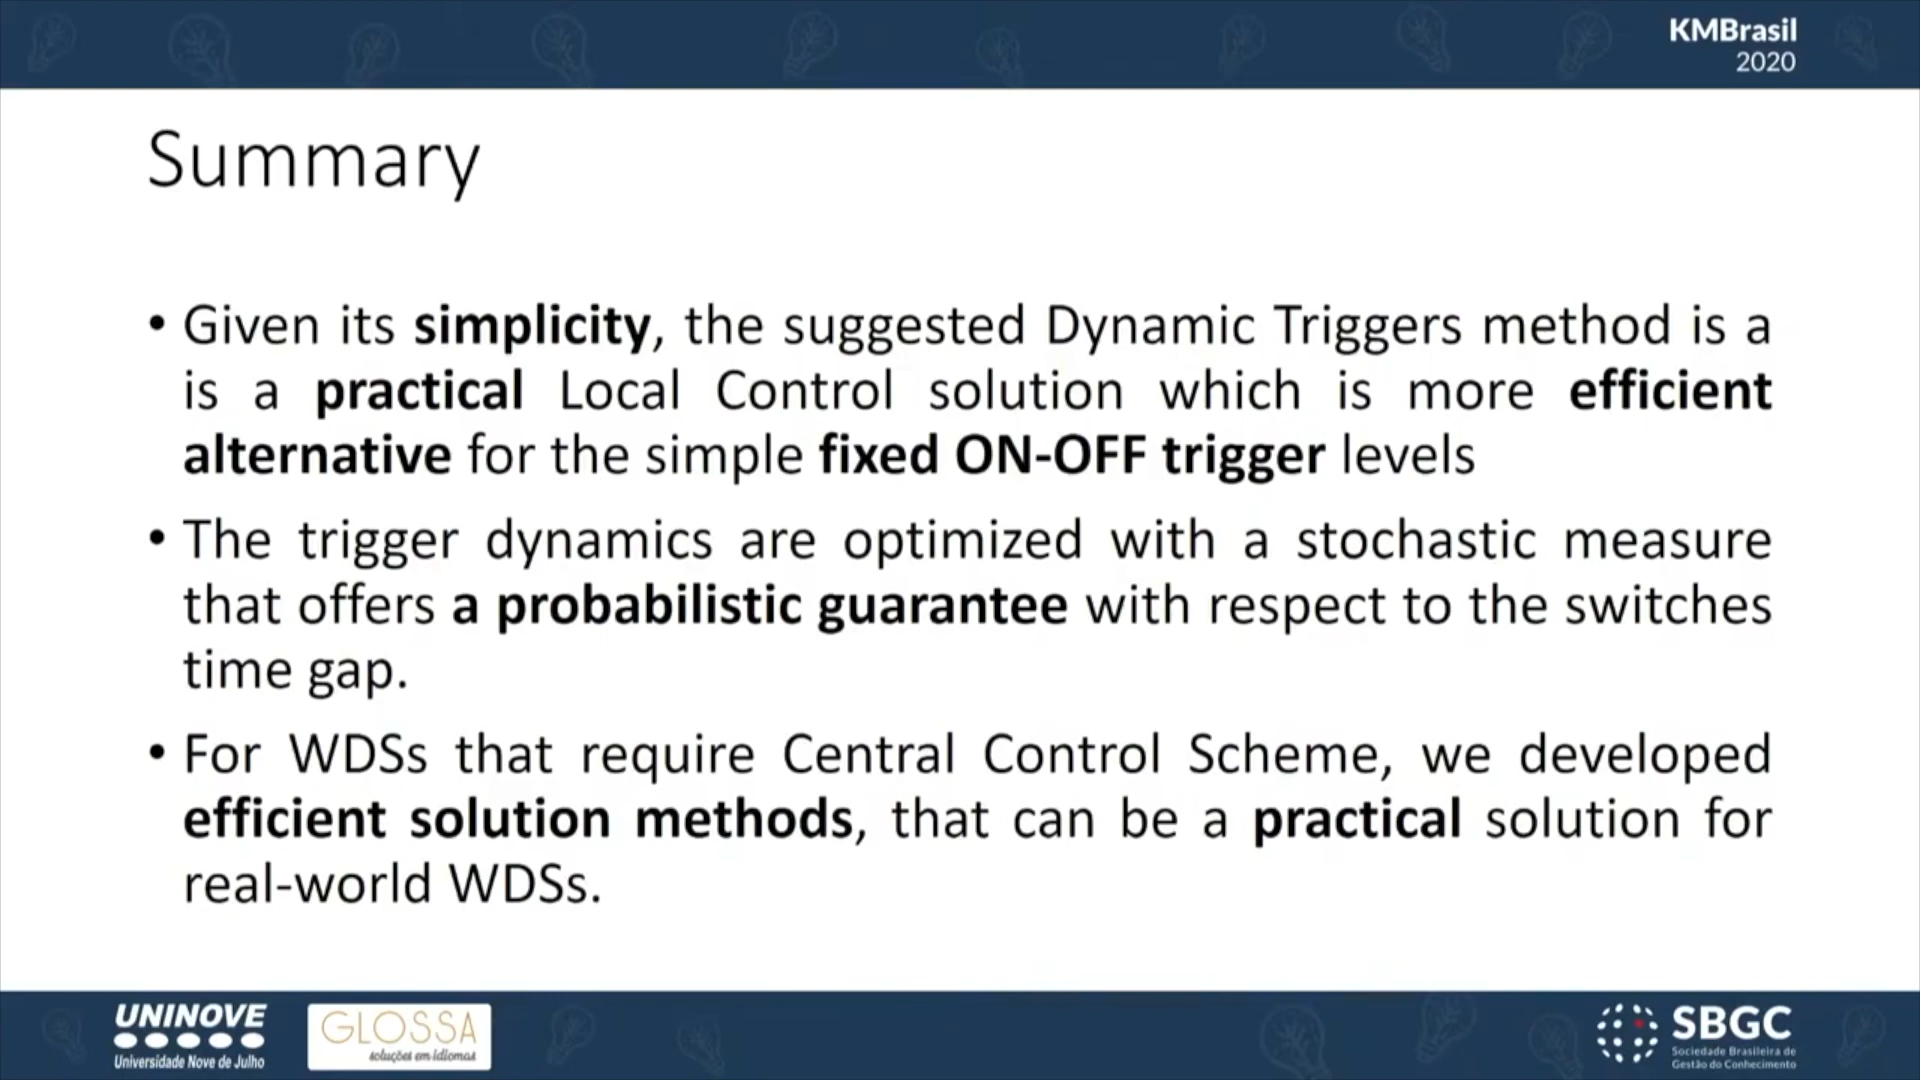 KMBrasil
2020
Summary
• Given its simplicity, the suggested Dynamic Triggers method is a
is a practical Local Control solution which is more efficient
alternative for the simple fixed ON-OFF trigger levels
• The trigger dynamics are optimized with a stochastic measure
that offers a probabilistic guarantee with respect to the switches
time gap.
• For WDSs that require Central Control Scheme, we developed
efficient solution methods, that can be a practical solution for
real-world WDSs.
UNINOVE
Universidade Nove de Julho
GLOSSA
soluções em idiomas
SBGC
Sociedade Brasileira de
Gestão do Conhecimento